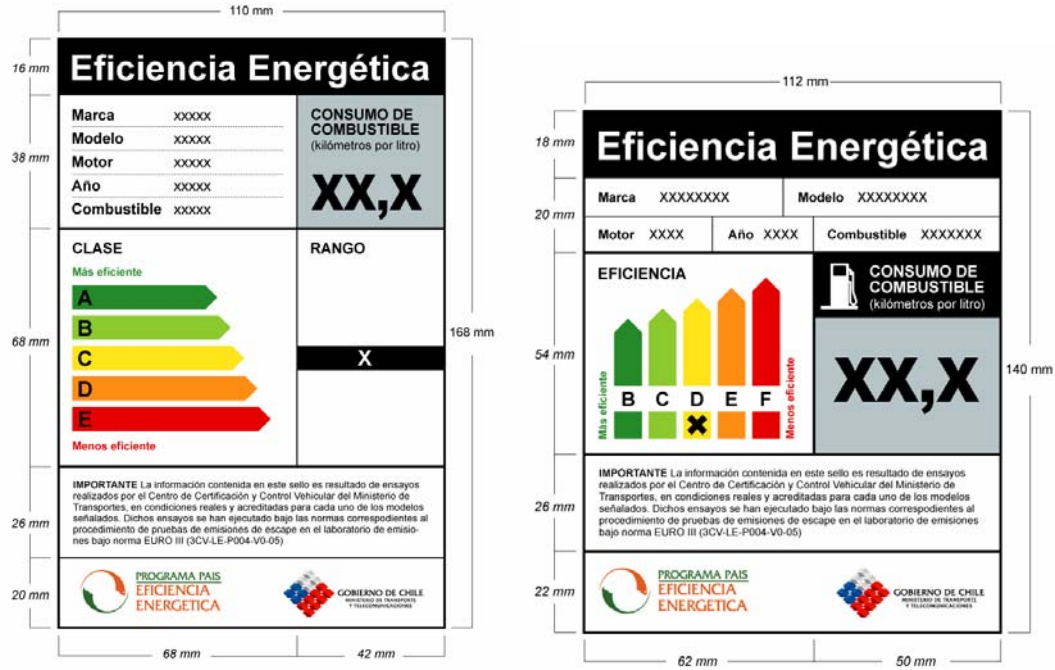 110 mm
16 mm
Eficiencia Energética
38 mm
Marca xxxxx
Modelo xxxxx
Motor xxxxx
Año xxxxx
Combustible xxxxx
CONSUMO DE
COMBUSTIBLE
(kilómetros por litro)
XX,X
68 mm
CLASE
Más eficiente
A
B
C
D
E
Menos eficiente
RANGO
X
168 mm
26 mm
IMPORTANTE La información contenida en este sello es resultado de ensayos
realizados por el Centro de Certificación y Control Vehicular del Ministerio de
Transportes, en condiciones reales y acreditadas para cada uno de los modelos
señalados. Dichos ensayos se han ejecutado bajo las normas correspodientes al
procedimiento de pruebas de emisiones de escape en el laboratorio de emisio-
nes bajo norma EURO III (3CV-LE-P004-V0-05)
20 mm
PROGRAMA PAIS
EFICIENCIA
ENERGETICA
GOBIERNO DE CHILE
MINISTERIO DE TRANSPORTE
Y TELECOMUNICACIONES
68 mm
42 mm
112 mm
18 mm
Eficiencia Energética
20 mm
Marca XXXXXXXX Modelo XXXXXXXX
Motor XXXX Año XXXX Combustible XXXXXXX
54 mm
EFICIENCIA
Más eficiente
B C D E F
Menos eficiente
CONSUMO DE
COMBUSTIBLE
(kilómetros por litro)
XX,X
140 mm
26 mm
IMPORTANTE La información contenida en este sello es resultado de ensayos
realizados por el Centro de Certificación y Control Vehicular del Ministerio de
Transportes, en condiciones reales y acreditadas para cada uno de los modelos
señalados. Dichos ensayos se han ejecutado bajo las normas correspodientes al
procedimiento de pruebas de emisiones de escape en el laboratorio de emisiones
bajo norma EURO III (3CV-LE-P004-V0-05)
22 mm
PROGRAMA PAIS
EFICIENCIA
ENERGETICA
GOBIERNO DE CHILE
MINISTERIO DE TRANSPORTE
Y TELECOMUNICACIONES
62 mm
50 mm